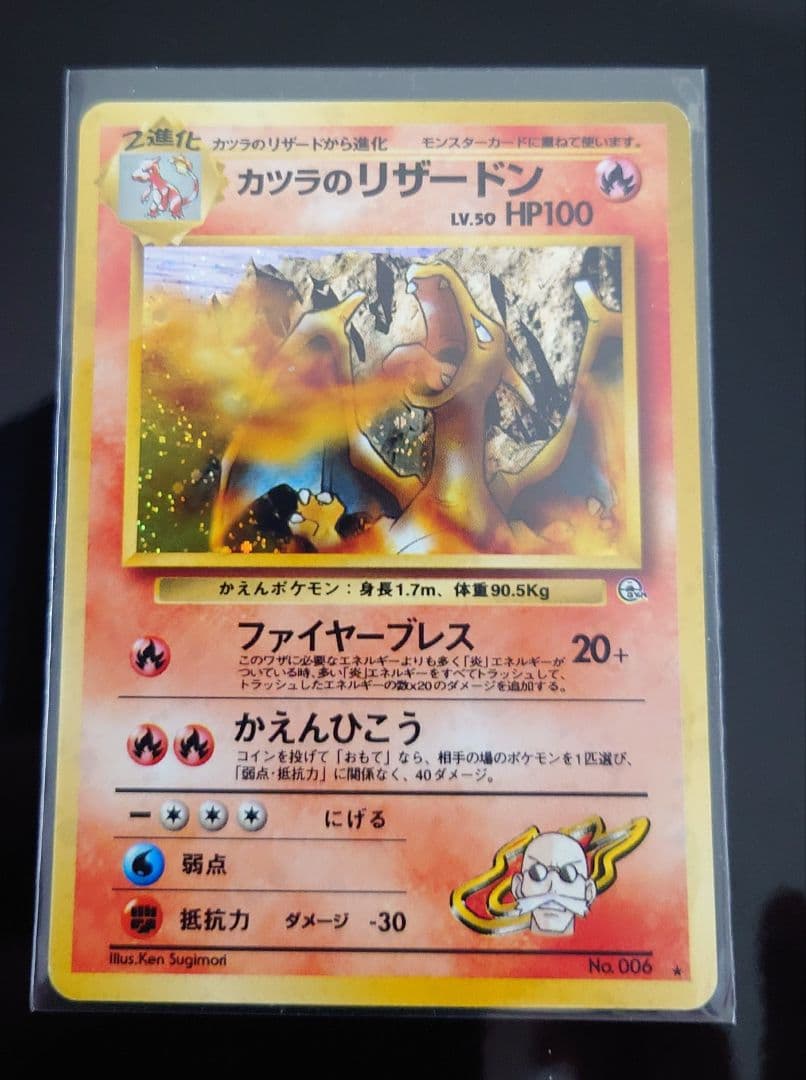 2進化 カツラのリザードから進化 モンスターカードに重ねて使います。
カツラのリザードン
LV.50 HP100
かえんポケモン：身長1.7m、体重90.5Kg
ファイヤーブレス 20+
このワザに必要なエネルギーよりも多く「炎」エネルギーが
ついている時、多い「炎」エネルギーをすべてトラッシュして、
トラッシュしたエネルギーの数x20のダメージを追加する。
かえんひこう
コインを投げて「おもて」なら、相手の場のポケモンを1匹選び、
「弱点・抵抗力」に関係なく、40ダメージ。
にげる
弱点
抵抗力 ダメージ -30
Illus.Ken Sugimori
No. 006 ★